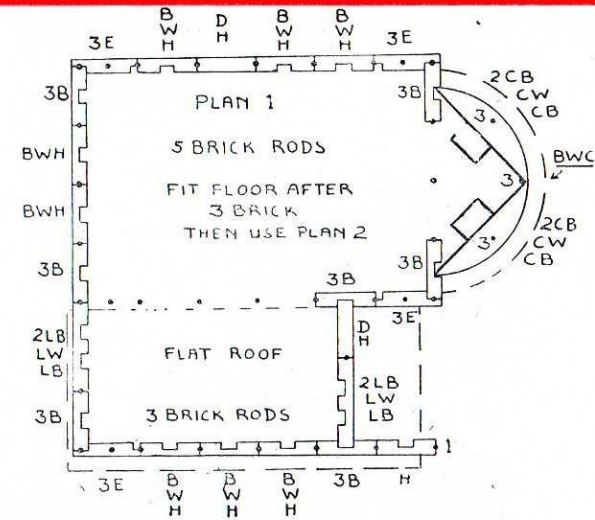 B
W
H
D
H
B
W
H
B
W
H
3E
3E
3B
3B
2CB
CW
CB
PLAN 1
3
BWH
5 BRICK RODS
BWC
FIT FLOOR AFTER
3 BRICK
THEN USE PLAN 2
3
BWH
3
2CB
CW
CB
3B
3B
3B
3E
2LB
LW
LB
FLAT ROOF
D
H
3B
3 BRICK RODS
2LB
LW
LB
1
3E
B
W
H
B
W
H
B
W
H
3B
H